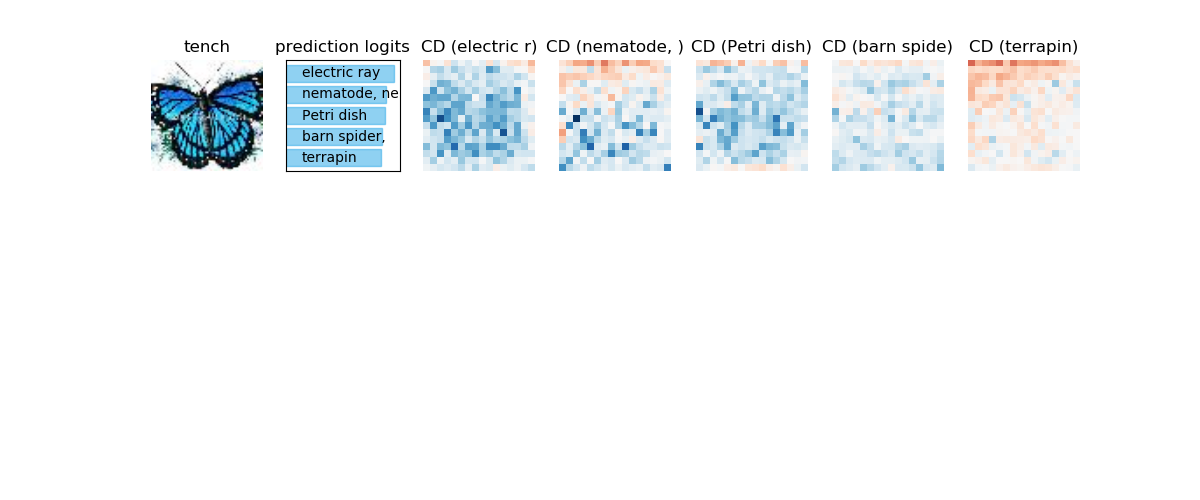 tench
prediction logits
CD (electric r)
CD (nematode, )
CD (Petri dish)
CD (barn spide)
CD (terrapin)
electric ray
nematode, ne
Petri dish
barn spider,
terrapin